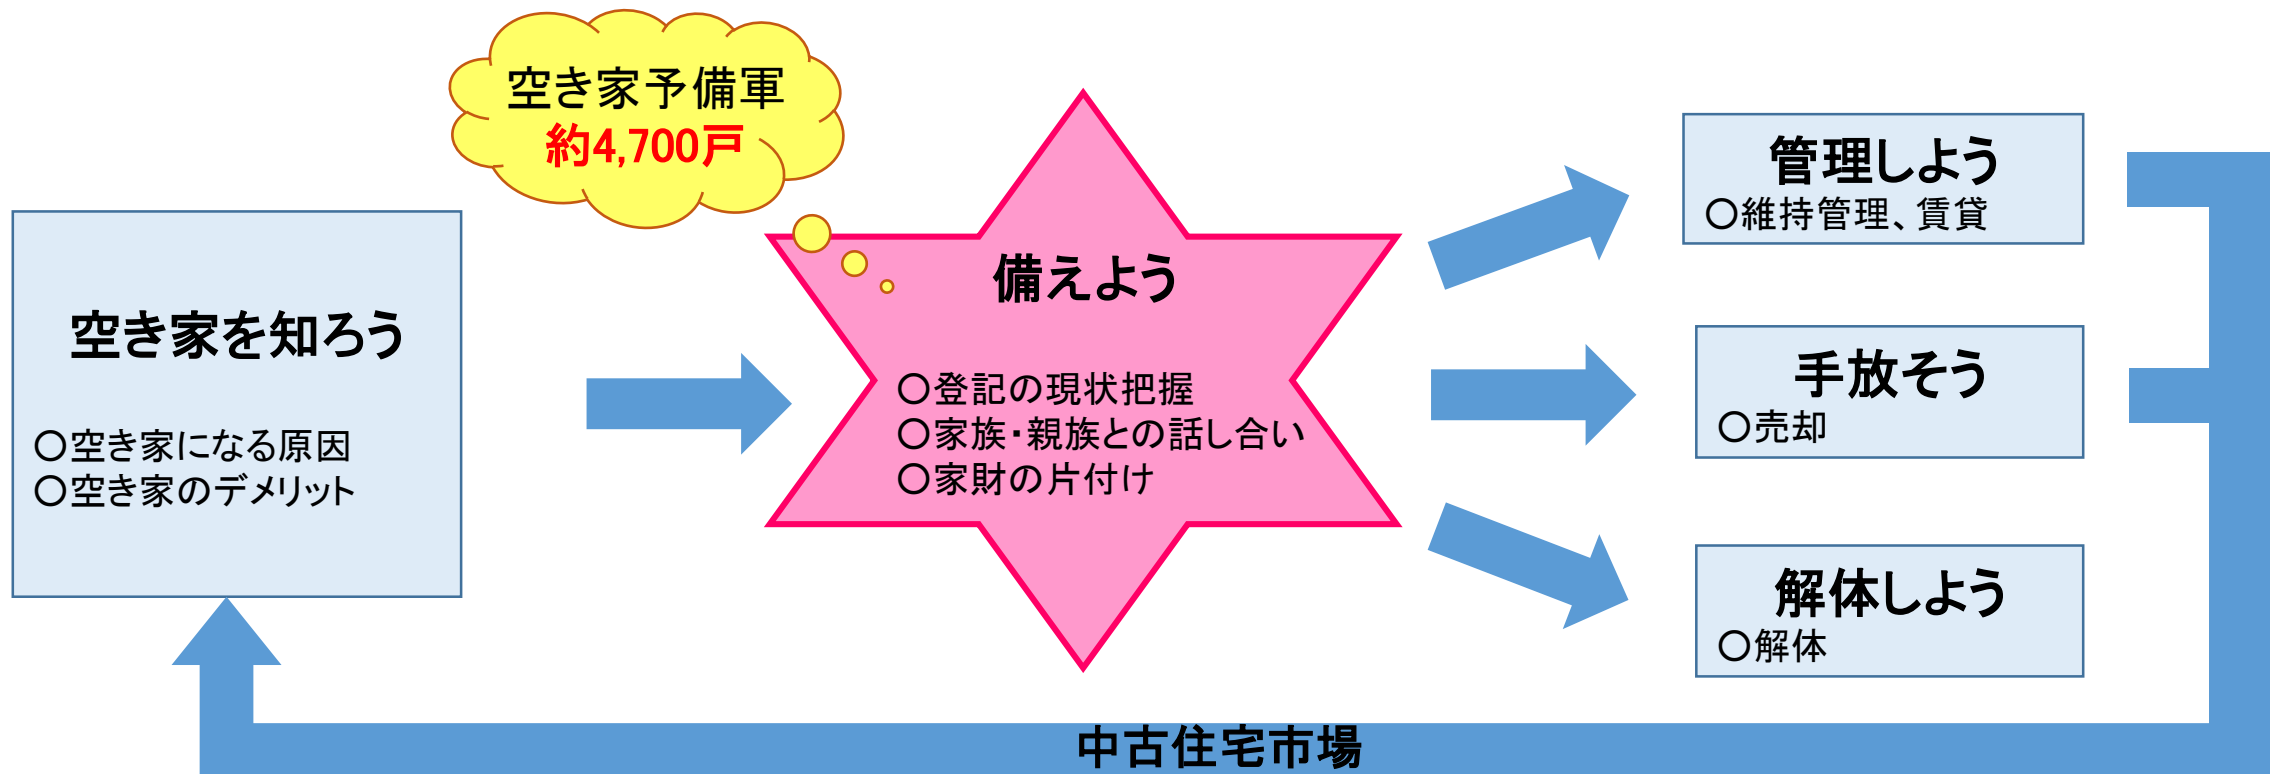 空き家予備軍
約4,700戸
空き家を知ろう
○空き家になる原因
○空き家のデメリット
備えよう
○登記の現状把握
○家族・親族との話し合い
○家財の片付け
管理しよう
○維持管理、賃貸
手放そう
○売却
解体しよう
○解体
中古住宅市場